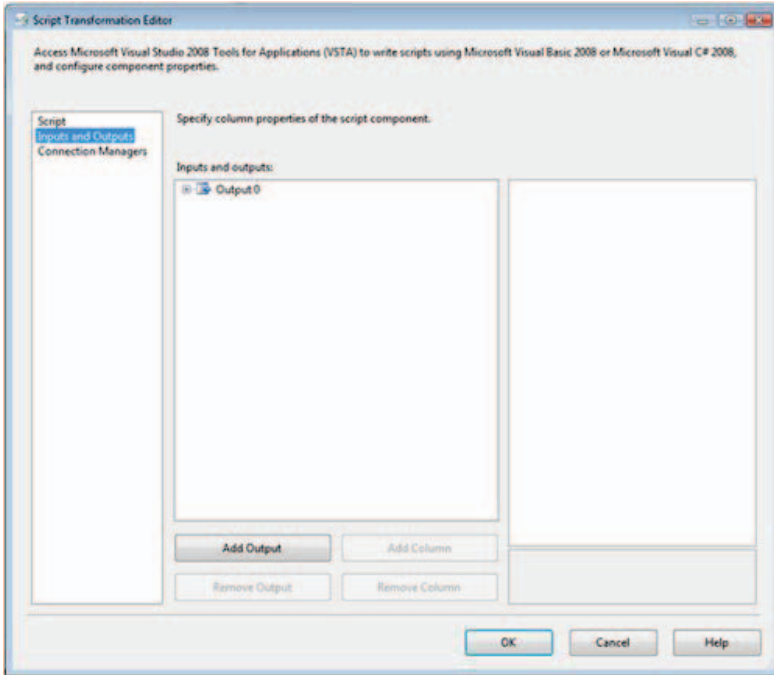 Script Transformation Editor
Access Microsoft Visual Studio 2008 Tools for Applications (VSTA) to write scripts using Microsoft Visual Basic 2008 or Microsoft Visual C# 2008,
and configure component properties.
Script
Inputs and Outputs
Connection Managers
Specify column properties of the script component.
Inputs and outputs:
Output 0
Add Output
Add Column
Remove Output
Remove Column
OK
Cancel
Help